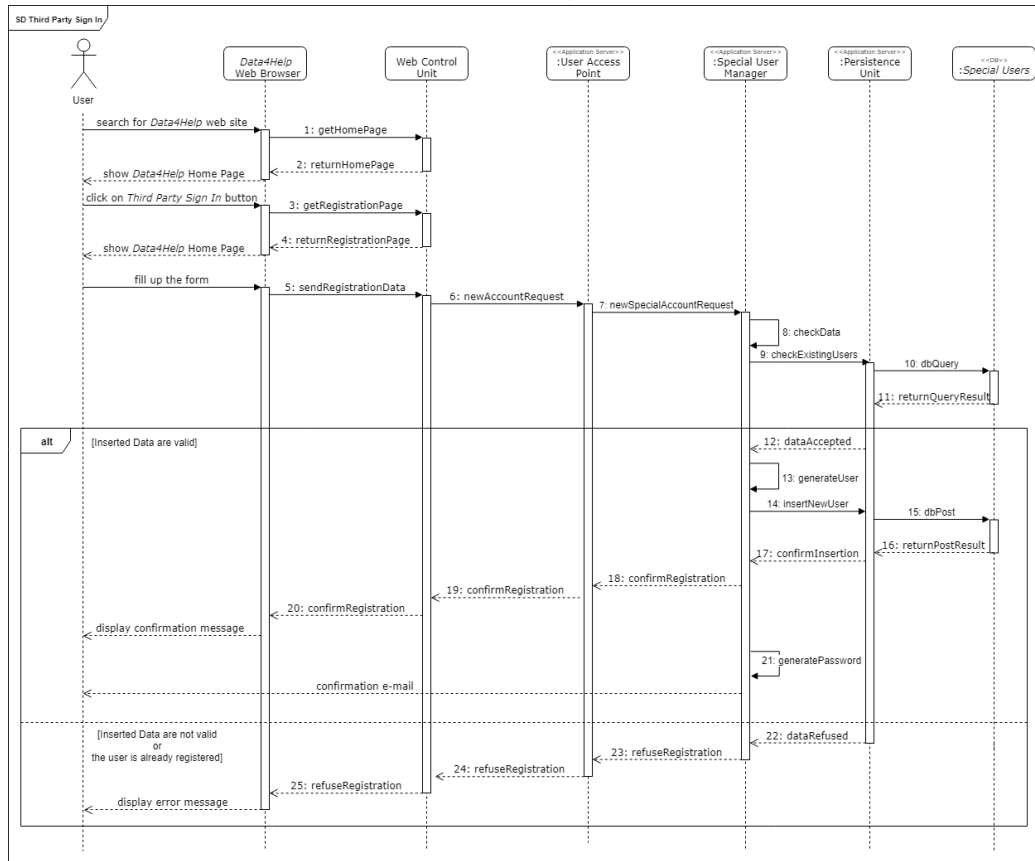 SD Third Party Sign In
User
Data4Help
Web Browser
Web Control
Unit
<<Application Server>>
:User Access
Point
<<Application Server>>
:Special User
Manager
<<Application Server>>
:Persistence
Unit
<<DB>>
:Special Users
search for Data4Help web site
1: getHomePage
2: returnHomePage
show Data4Help Home Page
click on Third Party Sign In button
3: getRegistrationPage
4: returnRegistrationPage
show Data4Help Home Page
fill up the form
5: sendRegistrationData
6: newAccountRequest
7: newSpecialAccountRequest
8: checkData
9: checkExistingUsers
10: dbQuery
11: returnQueryResult
alt
[Inserted Data are valid]
12: dataAccepted
13: generateUser
14: insertNewUser
15: dbPost
16: returnPostResult
17: confirmInsertion
18: confirmRegistration
19: confirmRegistration
20: confirmRegistration
display confirmation message
21: generatePassword
confirmation e-mail
[Inserted Data are not valid
or
the user is already registered]
22: dataRefused
23: refuseRegistration
24: refuseRegistration
25: refuseRegistration
display error message